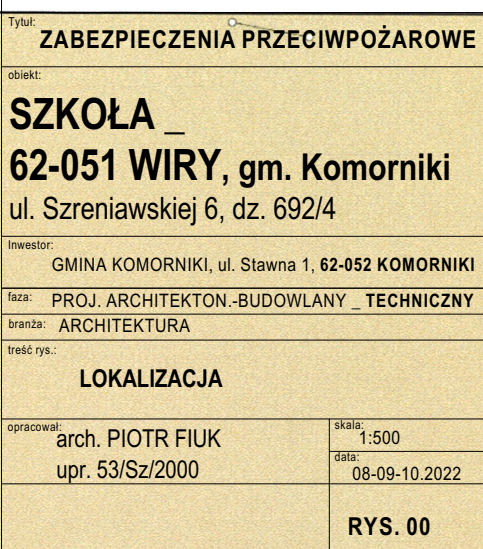 Tytuł:
ZABEZPIECZENIA PRZECIWPOŻAROWE
obiekt:
SZKOŁA _
62-051 WIRY, gm. Komorniki
ul. Szreniawskiej 6, dz. 692/4
Inwestor:
GMINA KOMORNIKI, ul. Stawna 1, 62-052 KOMORNIKI
faza: PROJ. ARCHITEKTON.-BUDOWLANY _ TECHNICZNY
branża: ARCHITEKTURA
treść rys.:
LOKALIZACJA
opracował:
arch. PIOTR FIUK
upr. 53/Sz/2000
skala:
1:500
data:
08-09-10.2022
RYS. 00